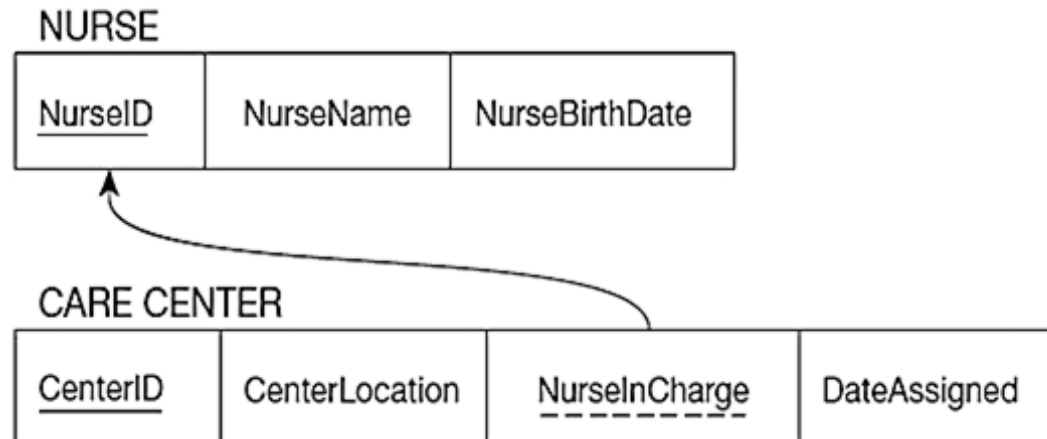 NURSE
NurseID NurseName NurseBirthDate
CARE CENTER
CenterID CenterLocation NurseInCharge DateAssigned